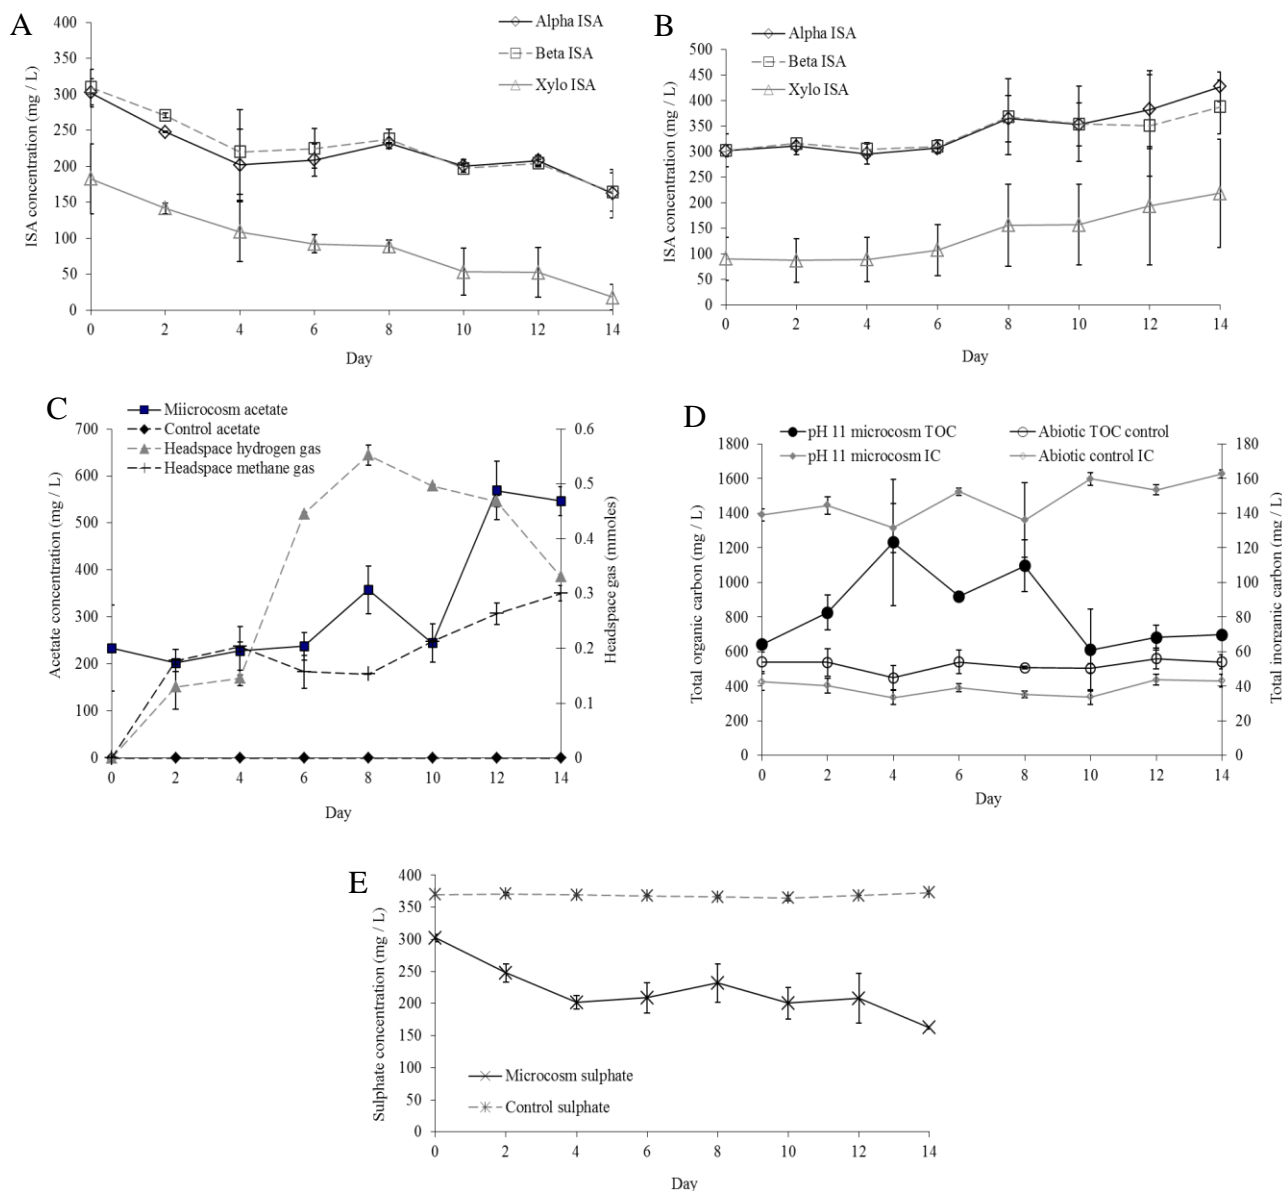 A
Alpha ISA
Beta ISA
Xylo ISA
ISA concentration (mg / L)
400
350
300
250
200
150
100
50
0
0 2 4 6 8 10 12 14
Day
B
Alpha ISA
Beta ISA
Xylo ISA
ISA concentration (mg / L)
500
450
400
350
300
250
200
150
100
50
0
0 2 4 6 8 10 12 14
Day
C
Miicrocosm acetate
Control acetate
Headspace hydrogen gas
Headspace methane gas
Acetate concentration (mg / L)
700
600
500
400
300
200
100
0
0.6
0.5
0.4
0.3
0.2
0.1
0
Headspace gas (mmoles)
0 2 4 6 8 10 12 14
Day
D
pH 11 microcosm TOC
Abiotic TOC control
pH 11 microcosm IC
Abiotic control IC
Total organic carbon (mg / L)
1800
1600
1400
1200
1000
800
600
400
200
0
180
160
140
120
100
80
60
40
20
0
Total inorganic carbon (mg / L)
0 2 4 6 8 10 12 14
Day
E
Sulphate concentration (mg / L)
400
350
300
250
200
150
100
50
0
Microcosm sulphate
Control sulphate
0 2 4 6 8 10 12 14
Day